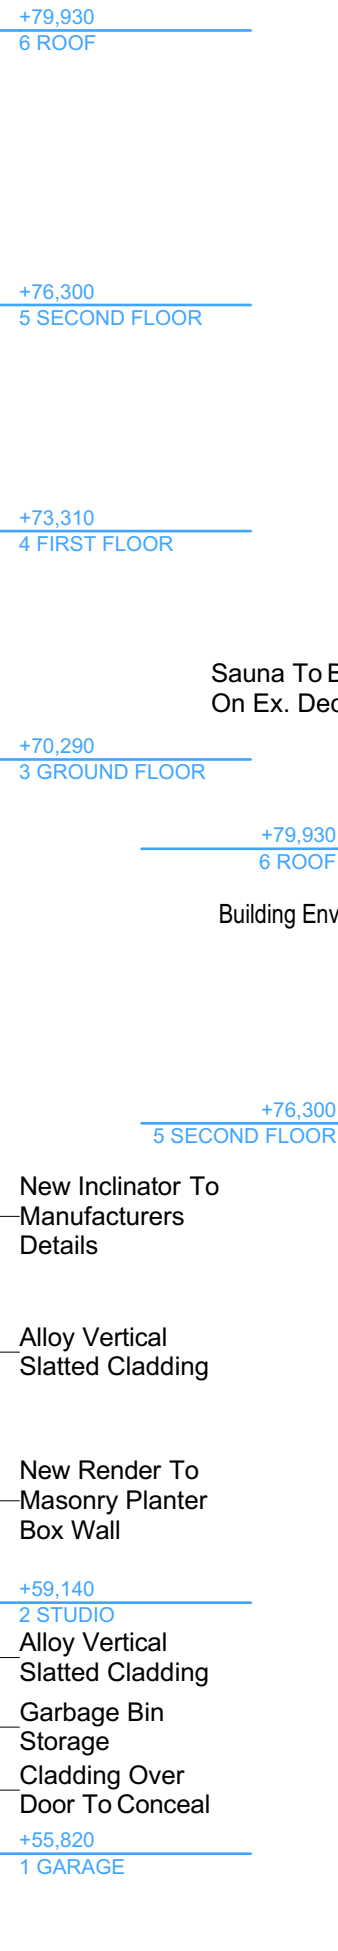 +79,930
6 ROOF
+76,300
5 SECOND FLOOR
+73,310
4 FIRST FLOOR
Sauna To
On Ex.
+70,290
3 GROUND FLOOR
+79,930
6 ROOF
Building
+76,300
5 SECOND FLOOR
New Inclinator To
Manufacturers
Details
Alloy Vertical
Slatted Cladding
New Render To
Masonry Planter
Box Wall
+59,140
2 STUDIO
Alloy Vertical
Slatted Cladding
Garbage Bin
Storage
Cladding Over
Door To Conceal
+55,820
1 GARAGE